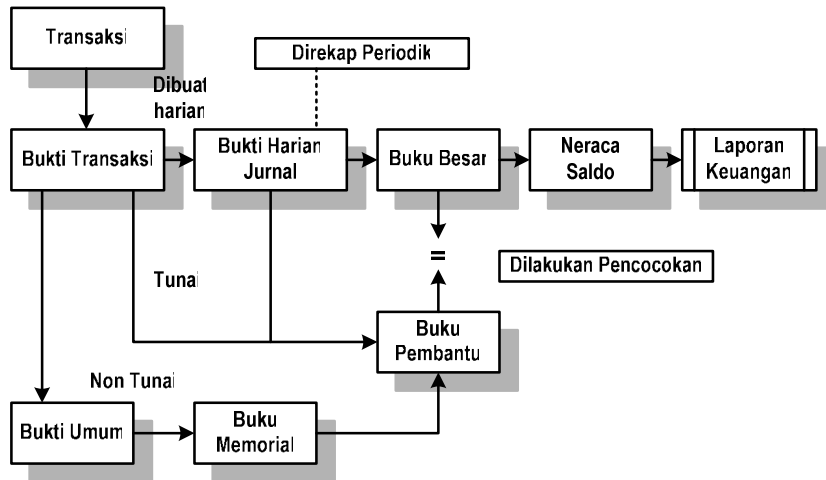 Transaksi
Direkap Periodik
Dibuat
harian
Bukti Transaksi
Bukti Harian
Jurnal
Buku Besar
Neraca
Saldo
Laporan
Keuangan
=
Tunai
Dilakukan Pencocokan
Buku
Pembantu
Non Tunai
Bukti Umum
Buku
Memorial